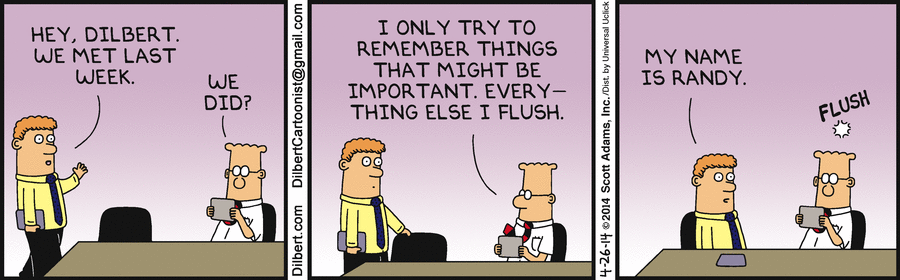 HEY, DILBERT.
WE MET LAST
WEEK.
WE
DID?
Dilbert.com DilbertCartoonist@gmail.com
I ONLY TRY TO
REMEMBER THINGS
THAT MIGHT BE
IMPORTANT. EVERY—
THING ELSE I FLUSH.
4-26-14 © 2014 Scott Adams, Inc. /Dist. by Universal Uclick
MY NAME
IS RANDY.
FLUSH